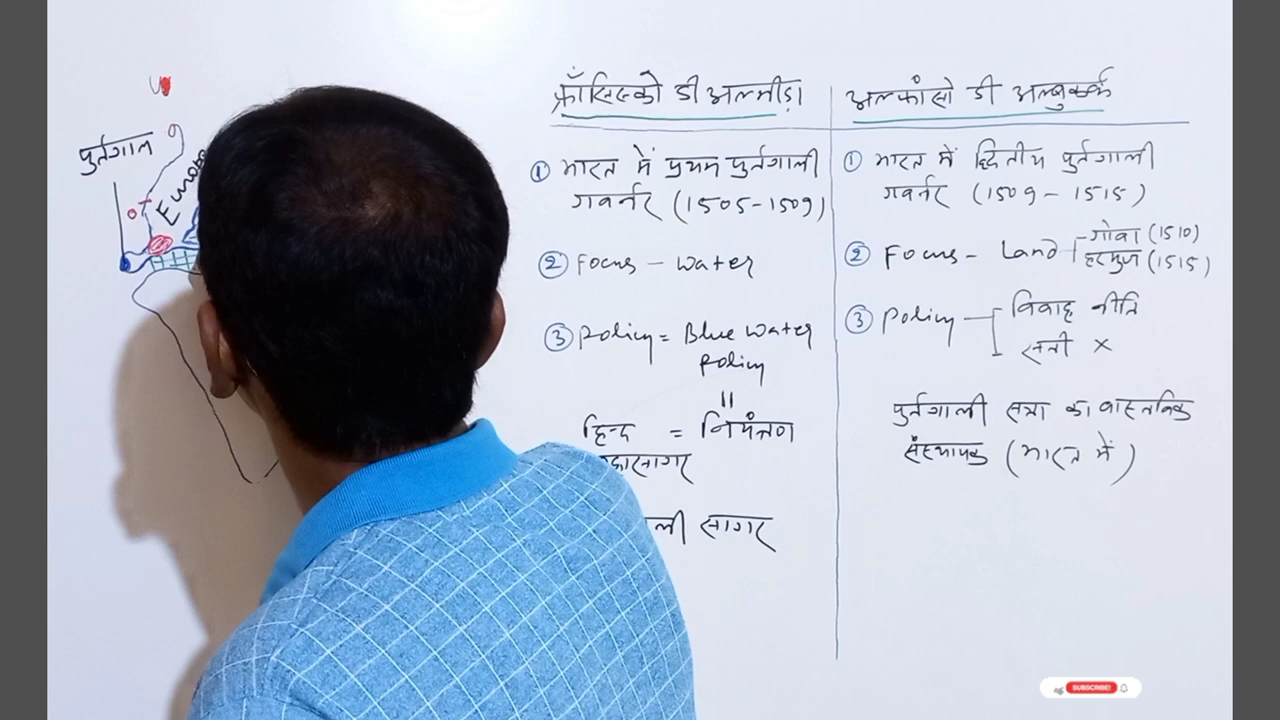 पुर्तगाल
Europe
फ्राँसिस्को डी अल्मीड़ा
① भारत में प्रथम पुर्तगाली
गवर्नर (1505-1509)
② Focus - Water
③ Policy = Blue Water
Policy
=
हिन्द = नियंत्रण
हासागर
ली सागर
अल्फांसो डी अल्बुकर्क
① भारत में द्वितीय पुर्तगाली
गवर्नर (1509 - 1515)
② Focus - Land गोवा (1510)
हरमुज (1515)
③ Policy विवाह नीति
सती ×
पुर्तगाली सत्ता का वास्तविक
संस्थापक (भारत में)
SUBSCRIBE!